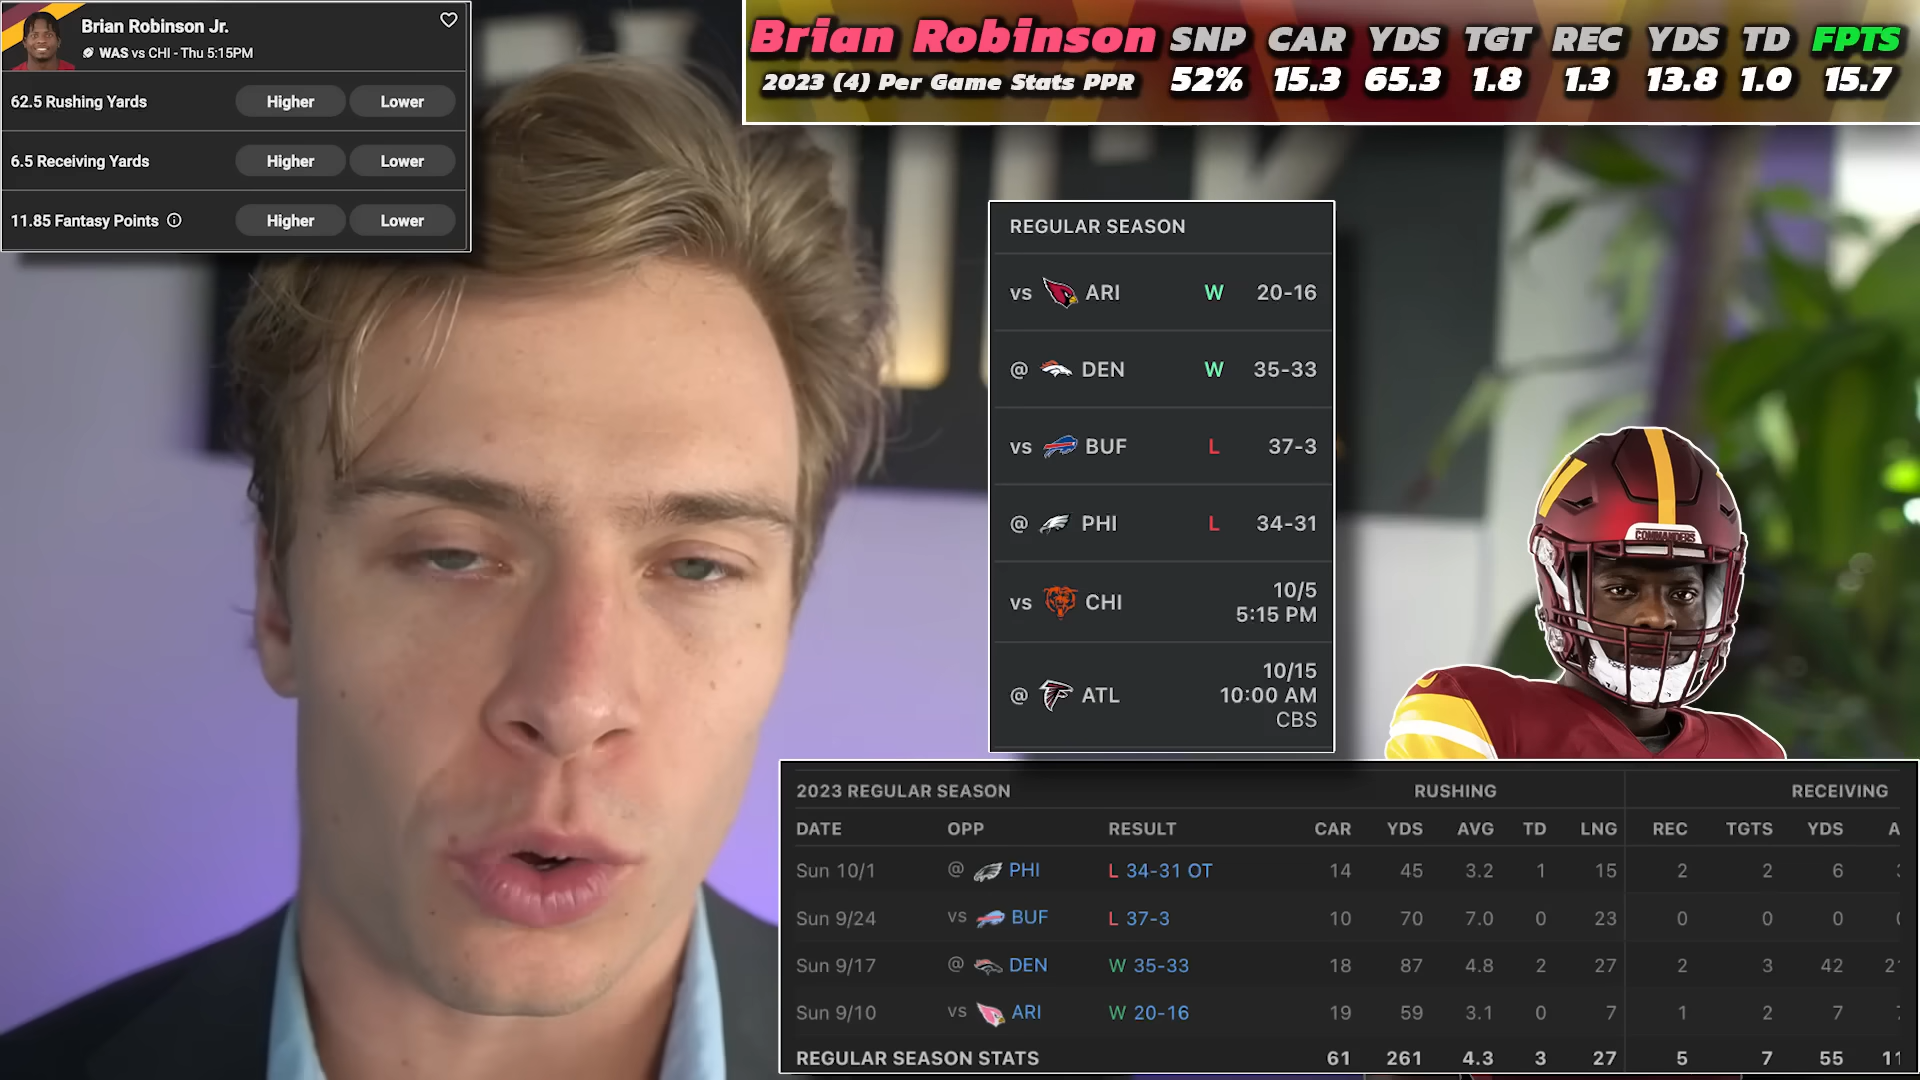 Brian Robinson Jr.
WAS vs CHI - Thu 5:15PM
62.5 Rushing Yards Higher Lower
6.5 Receiving Yards Higher Lower
11.85 Fantasy Points Higher Lower
Brian Robinson SNP CAR YDS TGT REC YDS TD FPTS
2023 (4) Per Game Stats PPR 52% 15.3 65.3 1.8 1.3 13.8 1.0 15.7
REGULAR SEASON
vs ARI W 20-16
@ DEN W 35-33
vs BUF L 37-3
@ PHI L 34-31
vs CHI 10/5
5:15 PM
@ ATL 10/15
10:00 AM
CBS
COMMANDERS
2023 REGULAR SEASON RUSHING RECEIVING
DATE OPP RESULT CAR YDS AVG TD LNG REC TGTS YDS A
Sun 10/1 @ PHI L 34-31 OT 14 45 3.2 1 15 2 2 6
Sun 9/24 vs BUF L 37-3 10 70 7.0 0 23 0 0 0
Sun 9/17 @ DEN W 35-33 18 87 4.8 2 27 2 3 42
Sun 9/10 vs ARI W 20-16 19 59 3.1 0 7 1 2 7
REGULAR SEASON STATS 61 261 4.3 3 27 5 7 55 11